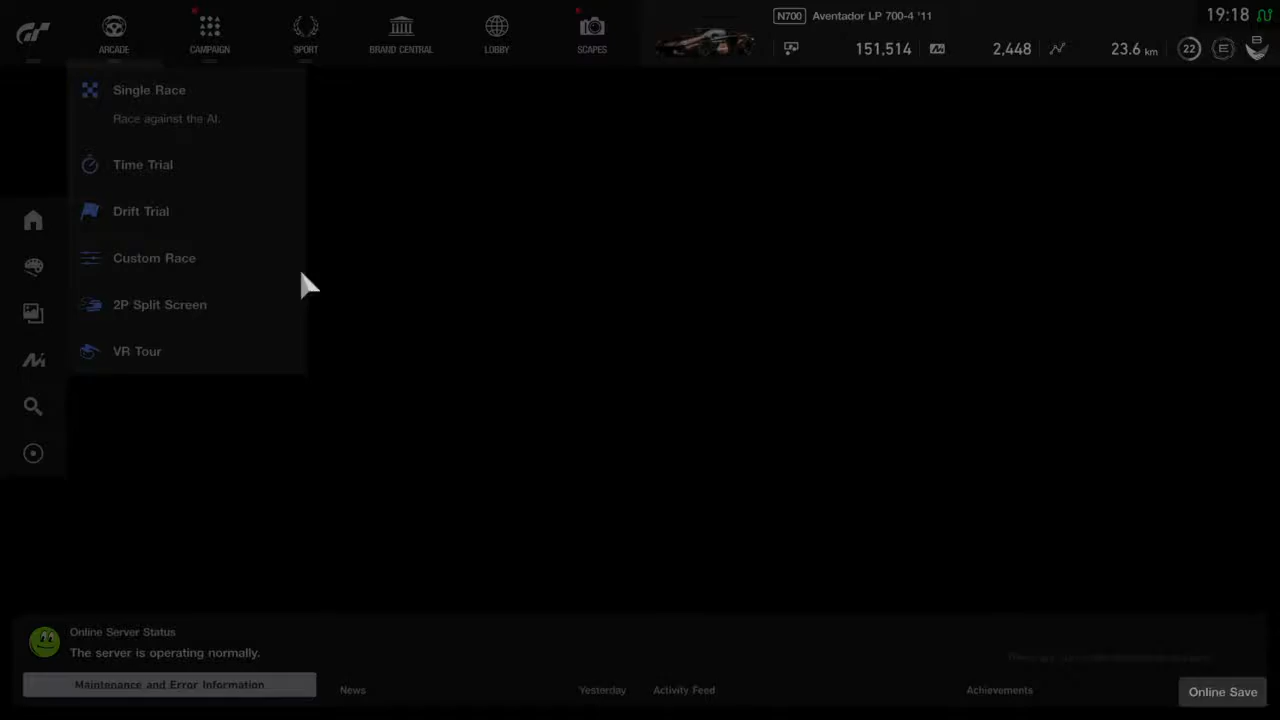 ARCADE
CAMPAIGN
SPORT
BRAND CENTRAL
LOBBY
SCAPES
N700 Aventador LP 700-4 '11
19:18
151,514
2,448
23.6 km
22
E
B
Single Race
Race against the AI.
Time Trial
Drift Trial
Custom Race
2P Split Screen
VR Tour
Online Server Status
The server is operating normally.
Maintenance and Error Information
News
Yesterday
Activity Feed
Achievements
Online Save